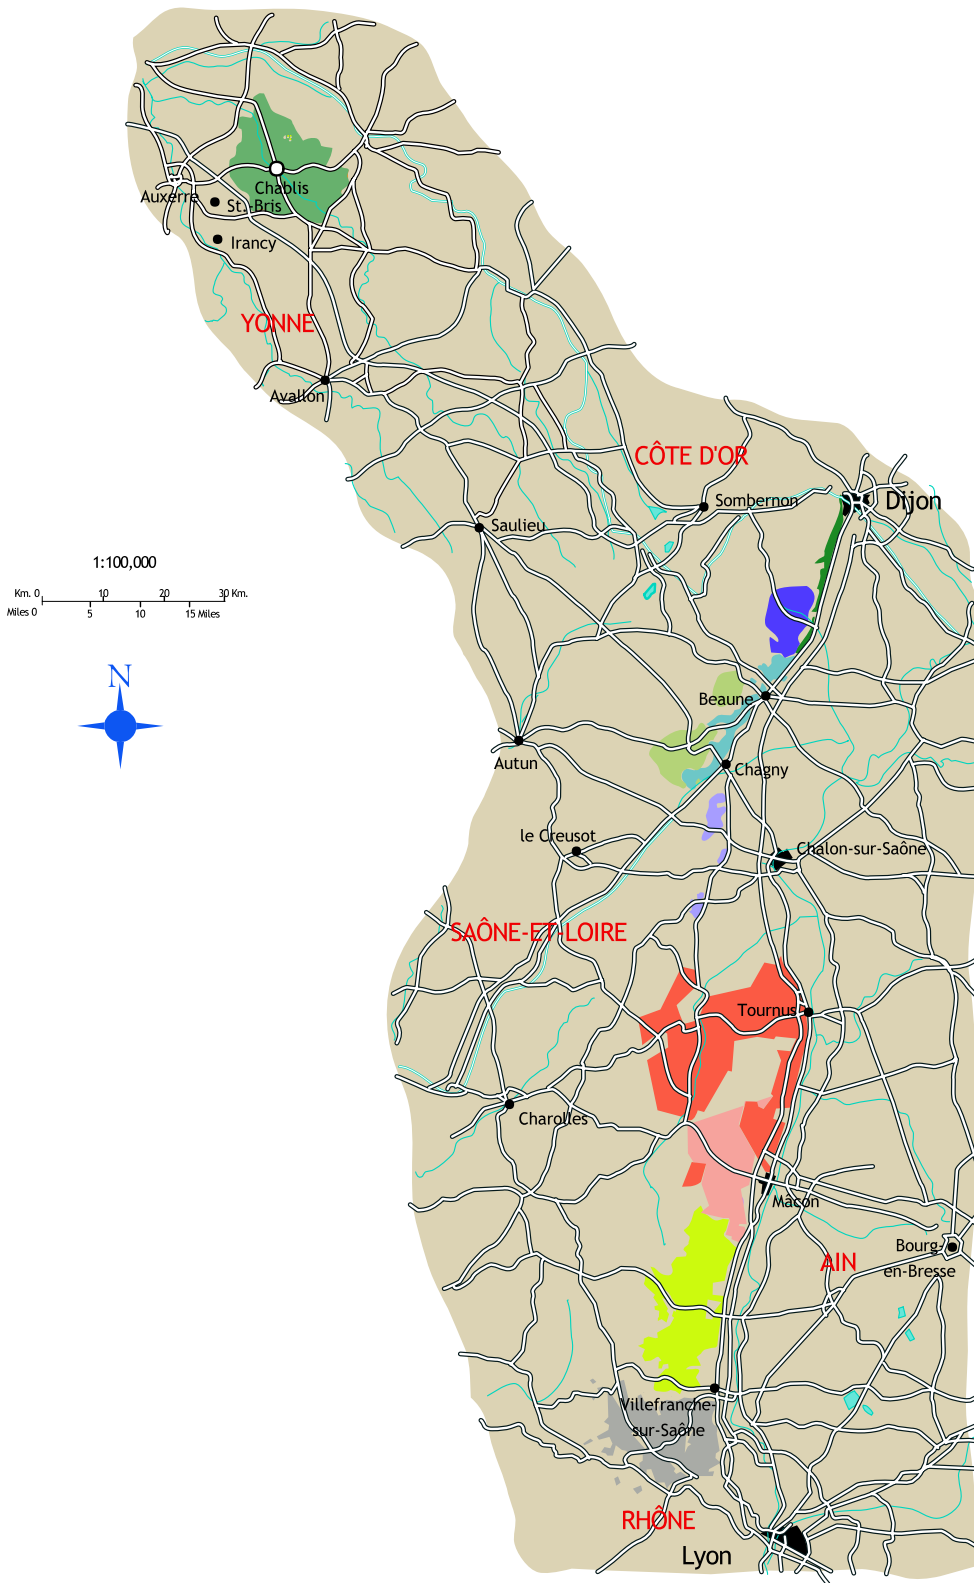 Auxerre
Chablis
St.-Bris
Irancy
YONNE
Avallon
CÔTE D'OR
Sombernon
Dijon
Saulieu
1:100,000
Km. 0 10 20 30 Km.
Miles 0 5 10 15 Miles
N
Beaune
Autun
Chagny
le Creusot
Chalon-sur-Saône
SAÔNE-ET-LOIRE
Tournus
Charolles
Mâcon
Bourg-
en-Bresse
AIN
Villefranche-
sur-Saône
RHÔNE
Lyon